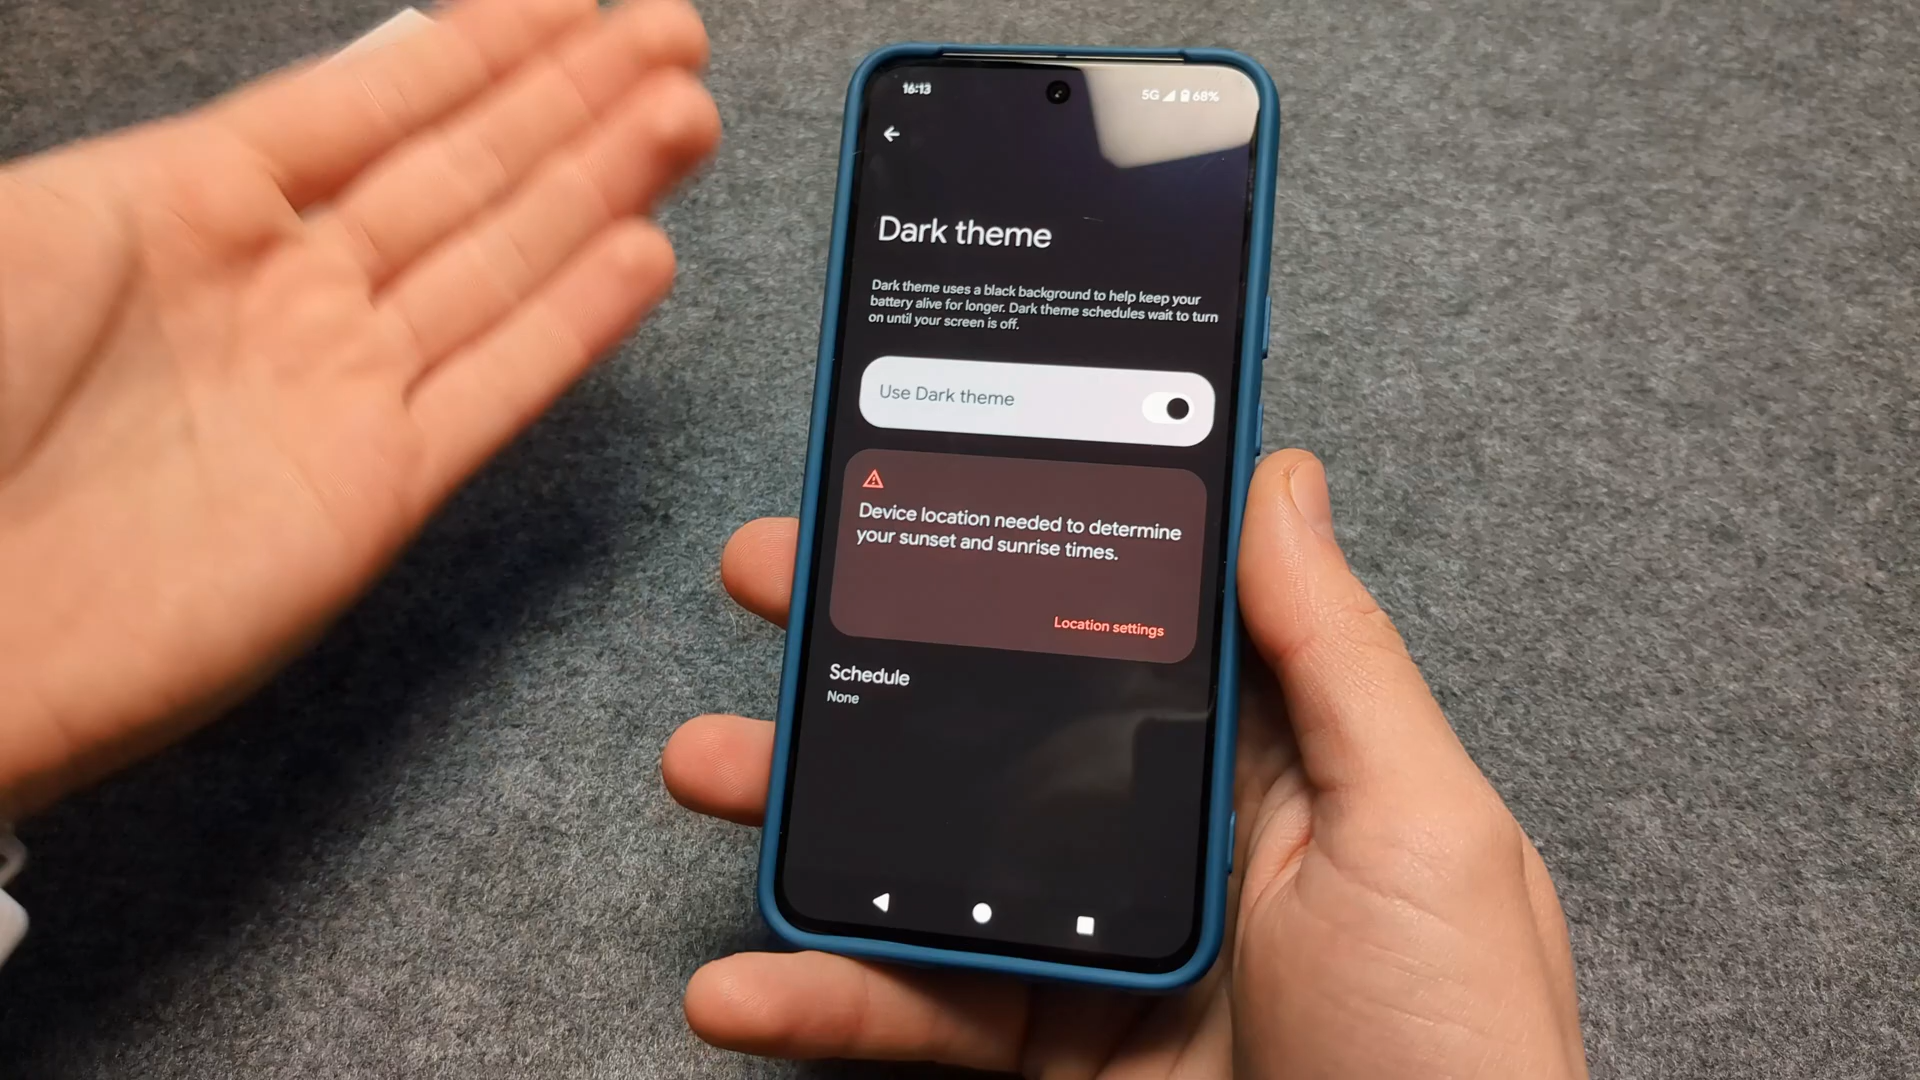 16:13
5G 68%
Dark theme
Dark theme uses a black background to help keep your
battery alive for longer. Dark theme schedules wait to turn
on until your screen is off.
Use Dark theme
Device location needed to determine
your sunset and sunrise times.
Location settings
Schedule
None